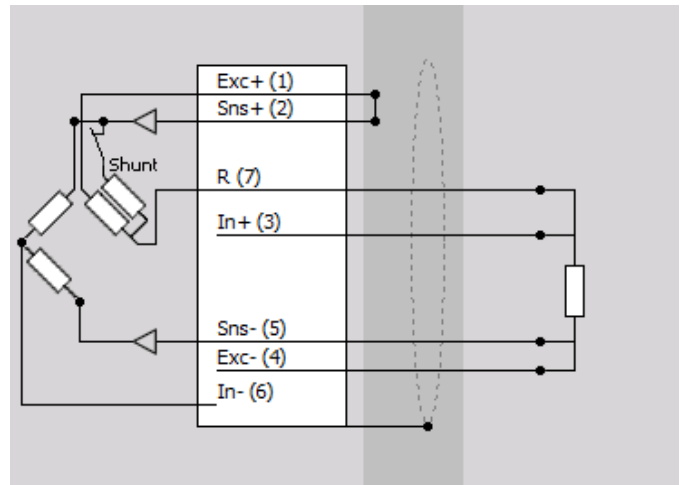 Exc+ (1)
Sns+ (2)
Shunt
R (7)
In+ (3)
Sns- (5)
Exc- (4)
In- (6)